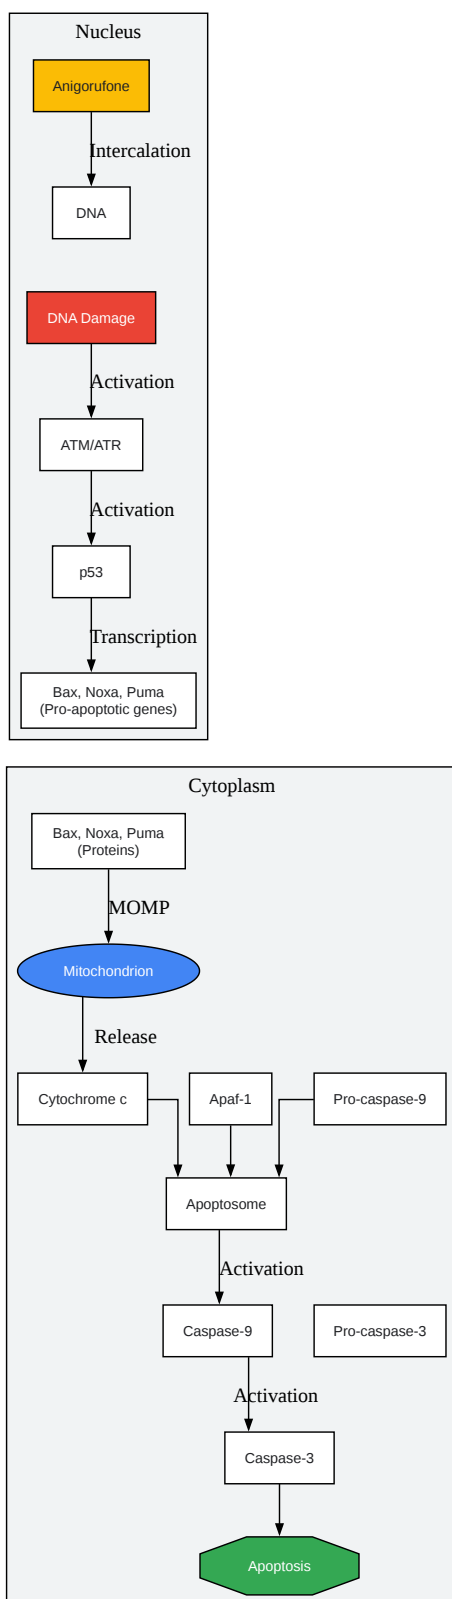 Nucleus
Anigorufone
Intercalation
DNA
DNA Damage
Activation
ATM/ATR
Activation
p53
Transcription
Bax, Noxa, Puma
(Pro-apoptotic genes)
Cytoplasm
Bax, Noxa, Puma
(Proteins)
MOMP
Mitochondrion
Release
Cytochrome c
Apaf-1
Pro-caspase-9
Apoptosome
Activation
Caspase-9
Pro-caspase-3
Activation
Caspase-3
Apoptosis